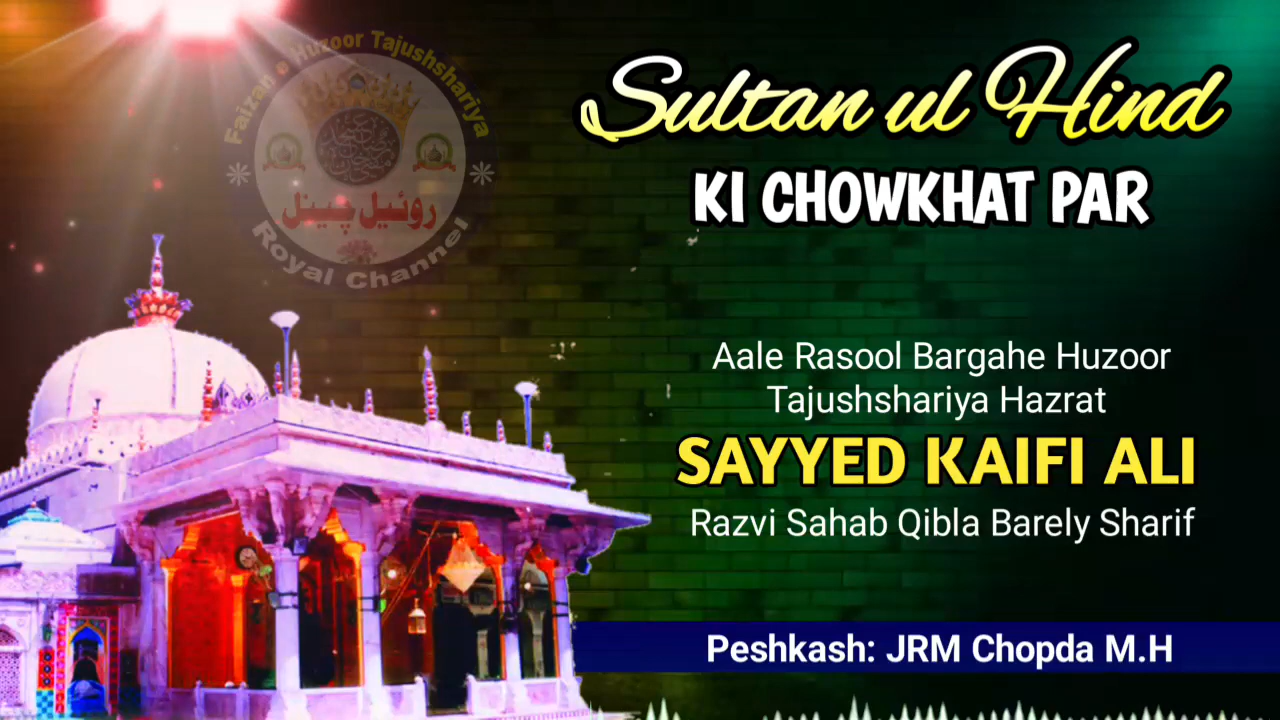 Faizan e Huzoor Tajushshariya
روئیل چینل
Royal Channel
Sultan ul Hind
KI CHOWKHAT PAR
Aale Rasool Bargahe Huzoor
Tajushshariya Hazrat
SAYYED KAIFI ALI
Razvi Sahab Qibla Barely Sharif
Peshkash: JRM Chopda M.H